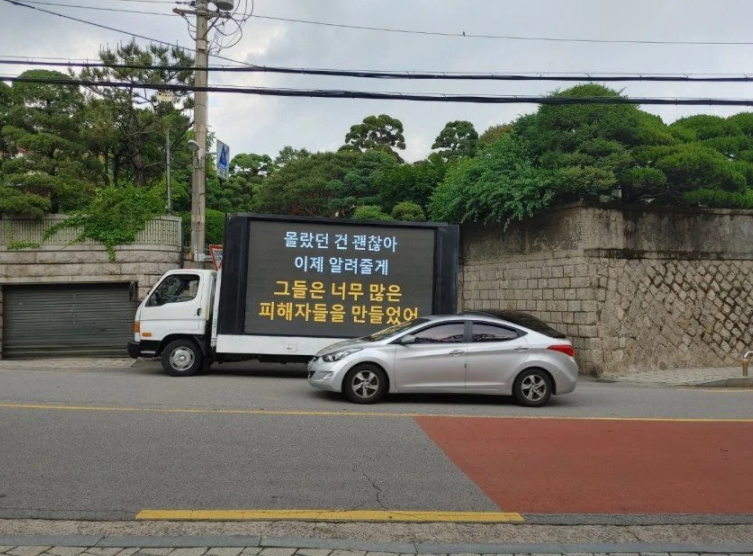 몰랐던 건 괜찮아
이제 알려줄게
그들은 너무 많은
피해자들을 만들었어